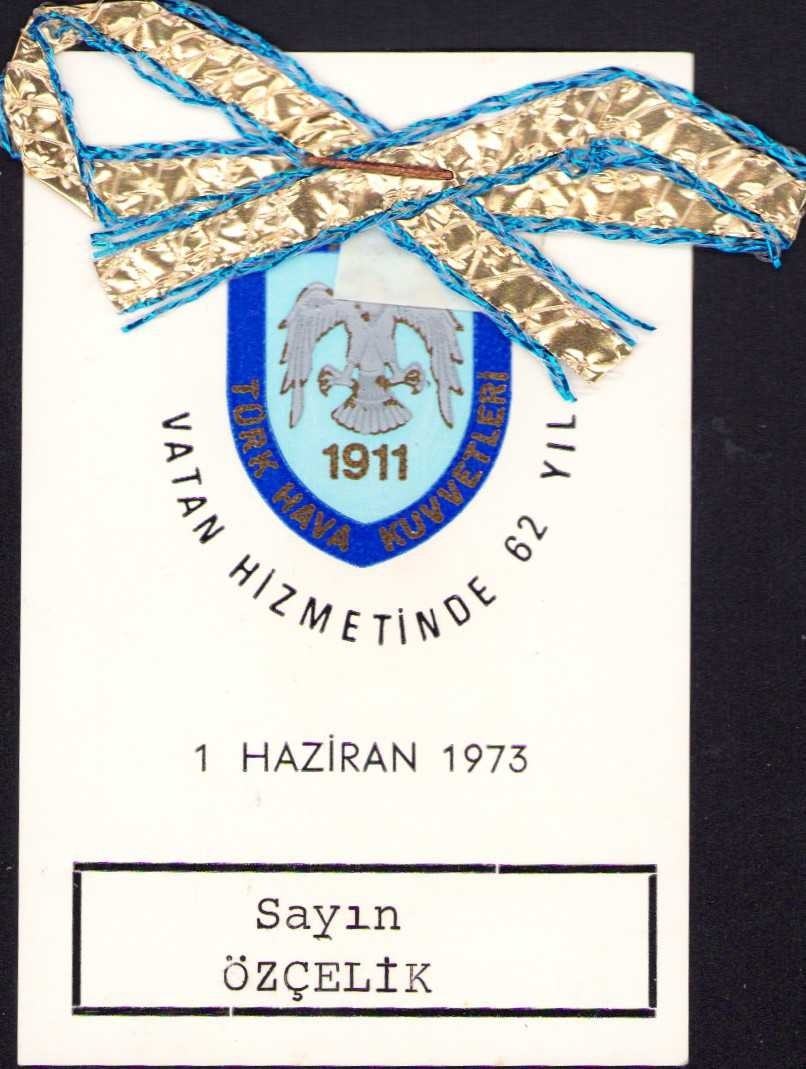 1911
TÜRK HAVA KUVVETLERİ
VATAN HİZMETİNDE 62 YIL
1 HAZİRAN 1973
Sayın
ÖZÇELİK